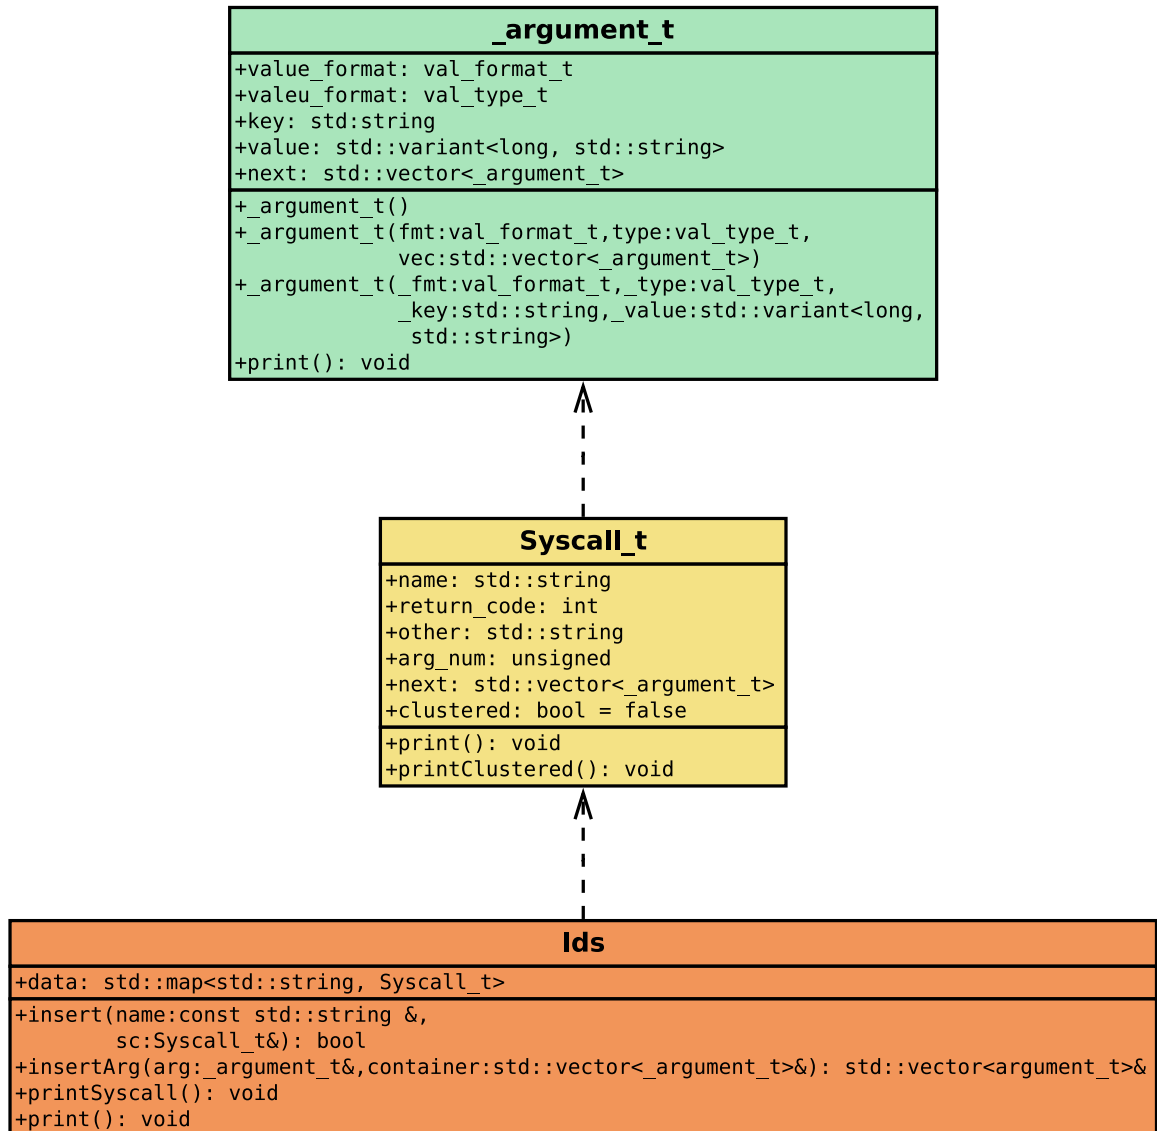 _argument_t
+value_format: val_format_t
+valeu_format: val_type_t
+key: std:string
+value: std::variant<long, std::string>
+next: std::vector<_argument_t>
+_argument_t()
+_argument_t(fmt:val_format_t,type:val_type_t,
vec:std::vector<_argument_t>)
+_argument_t(_fmt:val_format_t,_type:val_type_t,
_key:std::string,_value:std::variant<long,
std::string>)
+print(): void
Syscall_t
+name: std::string
+return_code: int
+other: std::string
+arg_num: unsigned
+next: std::vector<_argument_t>
+clustered: bool = false
+print(): void
+printClustered(): void
Ids
+data: std::map<std::string, Syscall_t>
+insert(name:const std::string &,
sc:Syscall_t&): bool
+insertArg(arg:_argument_t&,container:std::vector<_argument_t>&): std::vector<argument_t>&
+printSyscall(): void
+print(): void